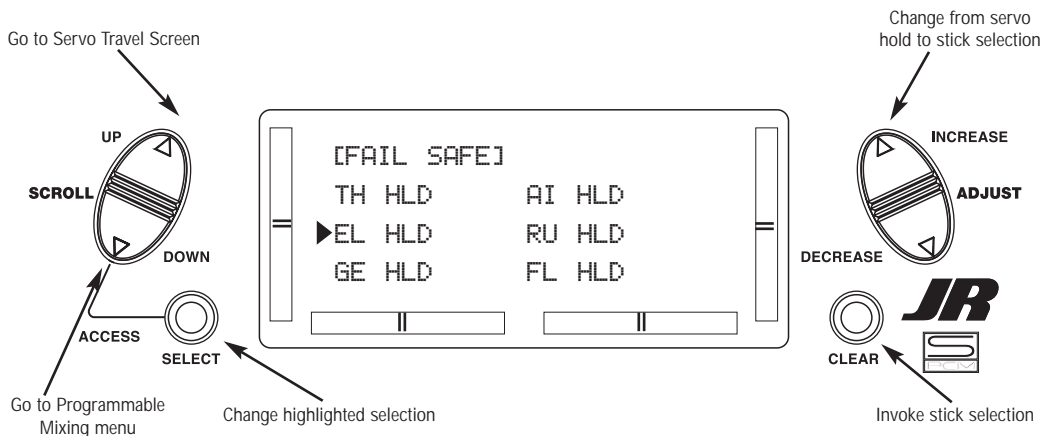 Go to Servo Travel Screen
Change from servo
hold to stick selection
UP
SCROLL
DOWN
ACCESS
SELECT
[FAIL SAFE]
TH HLD AI HLD
EL HLD RU HLD
GE HLD FL HLD
INCREASE
ADJUST
DECREASE
CLEAR
JR
S
PCM
Go to Programmable
Mixing menu
Change highlighted selection
Invoke stick selection